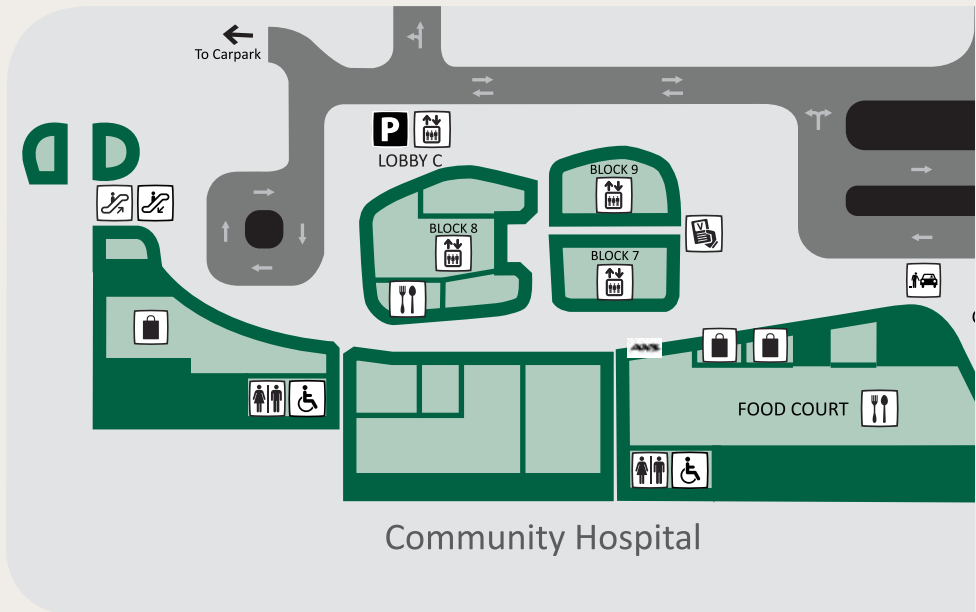 To Carpark
P
LOBBY C
BLOCK 9
BLOCK 8
BLOCK 7
FOOD COURT
Community Hospital